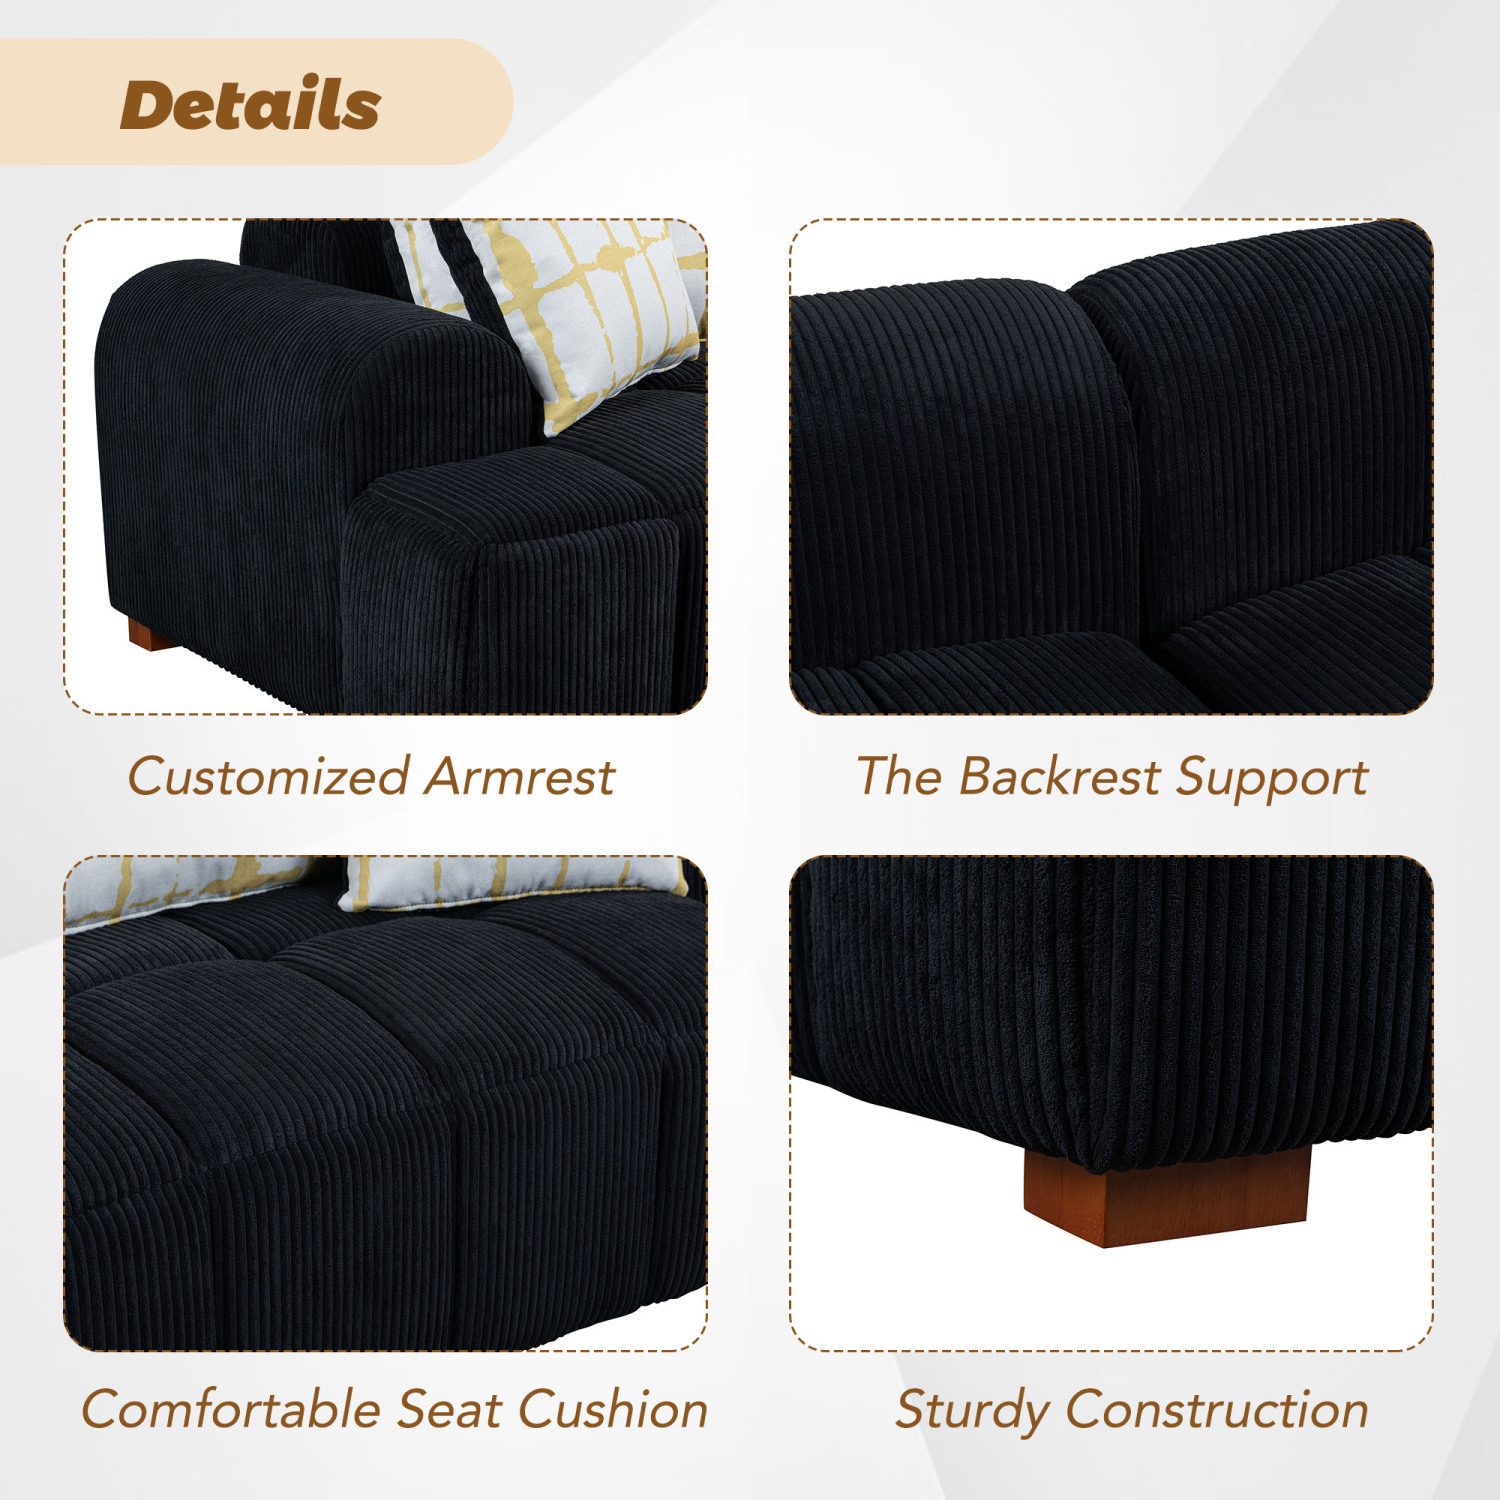 Details
Customized Armrest
The Backrest Support
Comfortable Seat Cushion
Sturdy Construction